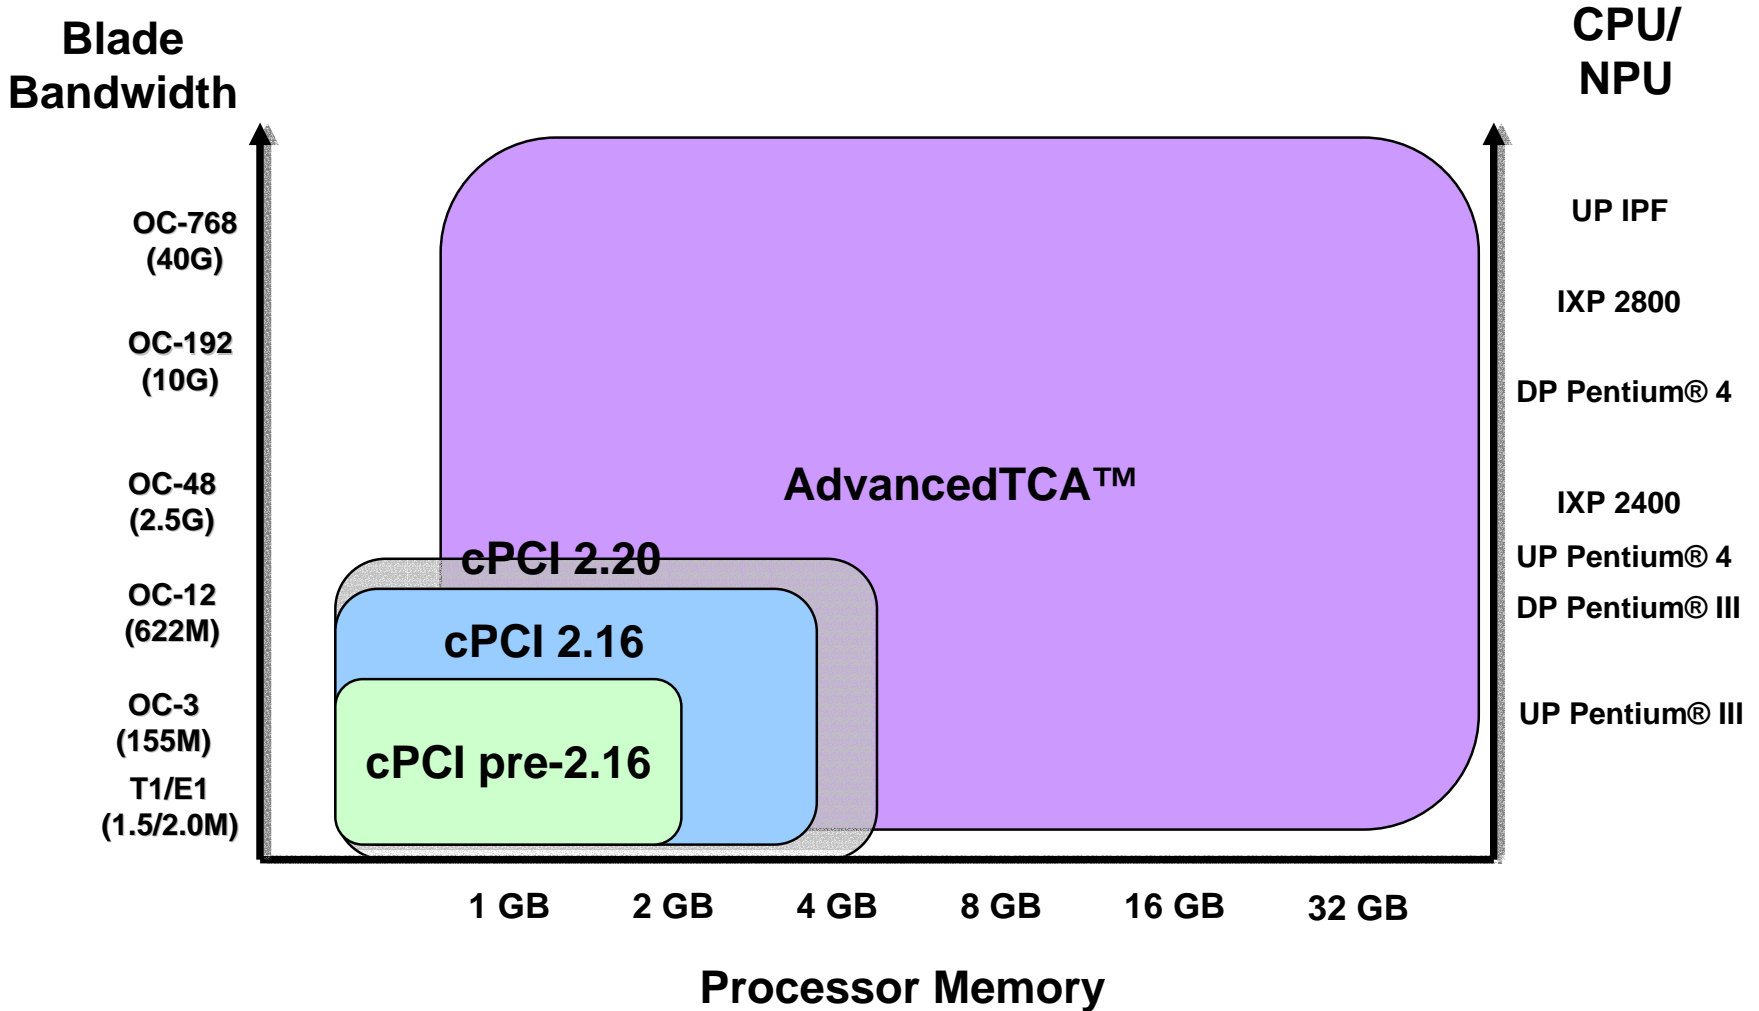 Blade
Bandwidth
CPU/
NPU
OC-768
(40G)
OC-192
(10G)
OC-48
(2.5G)
OC-12
(622M)
OC-3
(155M)
T1/E1
(1.5/2.0M)
AdvancedTCA™
cPCI 2.20
cPCI 2.16
cPCI pre-2.16
UP IPF
IXP 2800
DP Pentium® 4
IXP 2400
UP Pentium® 4
DP Pentium® III
UP Pentium® III
1 GB 2 GB 4 GB 8 GB 16 GB 32 GB
Processor Memory